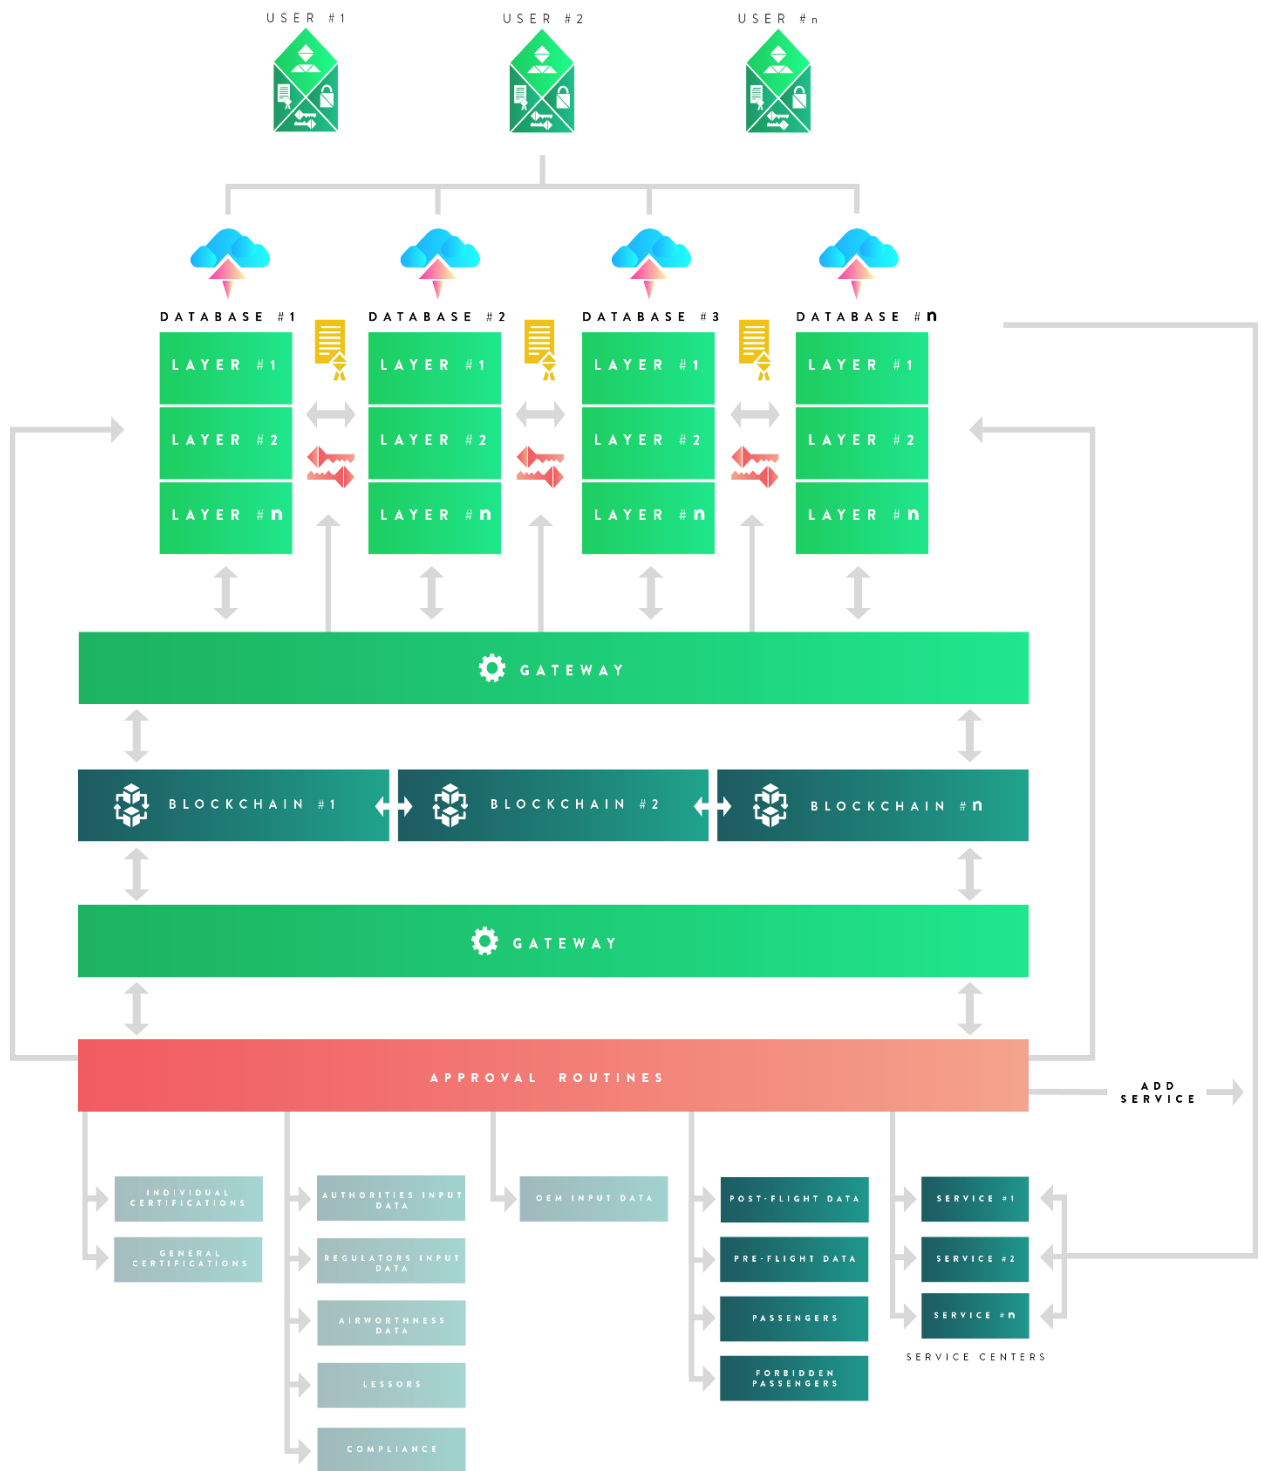 USER #1
USER #2
USER #n
DATABASE #1
DATABASE #2
DATABASE #3
DATABASE #n
LAYER #1
LAYER #1
LAYER #1
LAYER #1
LAYER #2
LAYER #2
LAYER #2
LAYER #2
LAYER #n
LAYER #n
LAYER #n
LAYER #n
GATEWAY
BLOCKCHAIN #1
BLOCKCHAIN #2
BLOCKCHAIN #n
GATEWAY
APPROVAL ROUTINES
ADD
SERVICE
INDIVIDUAL
CERTIFICATIONS
GENERAL
CERTIFICATIONS
AUTHORITIES INPUT
DATA
REGULATORS INPUT
DATA
AIRWORTHNESS
DATA
LESSORS
COMPLIANCE
OEM INPUT DATA
POST-FLIGHT DATA
PRE-FLIGHT DATA
PASSENGERS
FORBIDDEN
PASSENGERS
SERVICE #1
SERVICE #2
SERVICE #n
SERVICE CENTERS